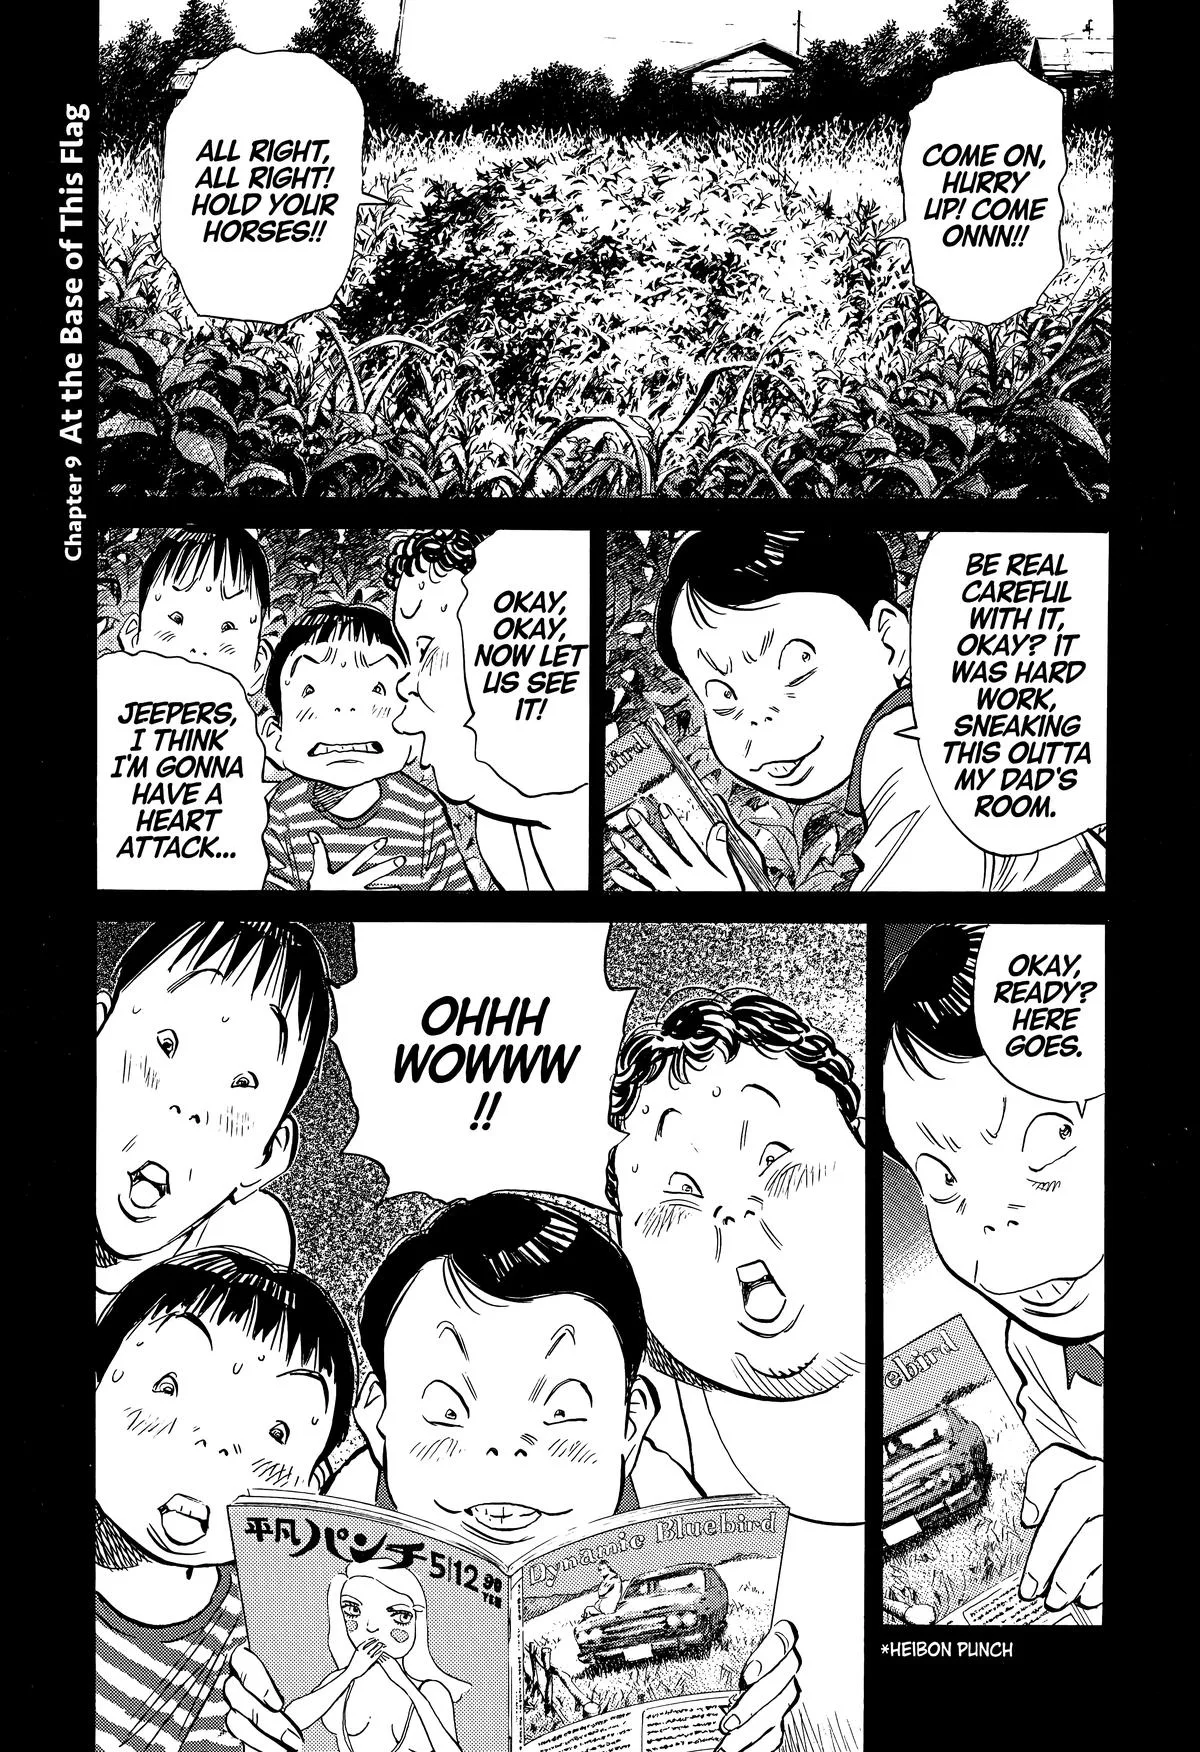 Chapter 9 At the Base of This Flag
COME ON,
HURRY
UP! COME
ONNN!!
ALL RIGHT,
ALL RIGHT!
HOLD YOUR
HORSES!!
BE REAL
CAREFUL
WITH IT,
OKAY? IT
WAS HARD
WORK,
SNEAKING
THIS OUTTA
MY DAD'S
ROOM.
OKAY,
OKAY,
NOW LET
US SEE
IT!
JEEPERS,
I THINK
I'M GONNA
HAVE A
HEART
ATTACK...
OKAY,
READY?
HERE
GOES.
ebird
*HEIBON PUNCH
OHHH
WOWWW
!!
平凡パンチ 5|12
YEN
Dynamic Bluebird